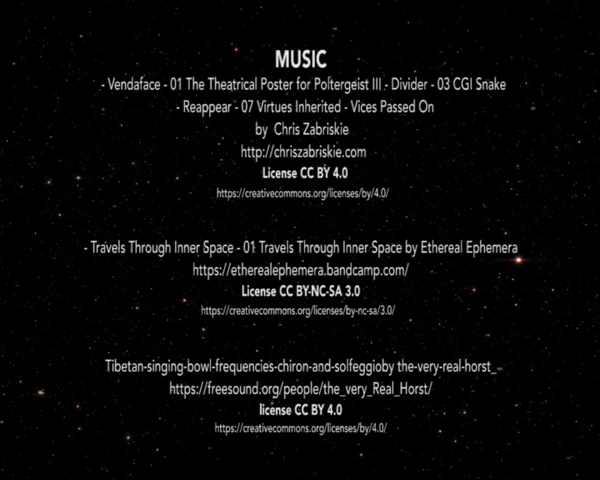 MUSIC
- Vendaface - 01 The Theatrical Poster for Poltergeist III - Divider - 03 CGI Snake
- Reappear - 07 Virtues Inherited - Vices Passed On
by Chris Zabriskie
http://chriszabriskie.com
License CC BY 4.0
https://creativecommons.org/licenses/by/4.0/
- Travels Through Inner Space - 01 Travels Through Inner Space by Ethereal Ephemera
https://etherealephemera.bandcamp.com/
License CC BY-NC-SA 3.0
https://creativecommons.org/licenses/by-nc-sa/3.0/
Tibetan-singing-bowl-frequencies-chiron-and-solfeggioby the-very-real-horst_
https://freesound.org/people/the_very_Real_Horst/
license CC BY 4.0
https://creativecommons.org/licenses/by/4.0/